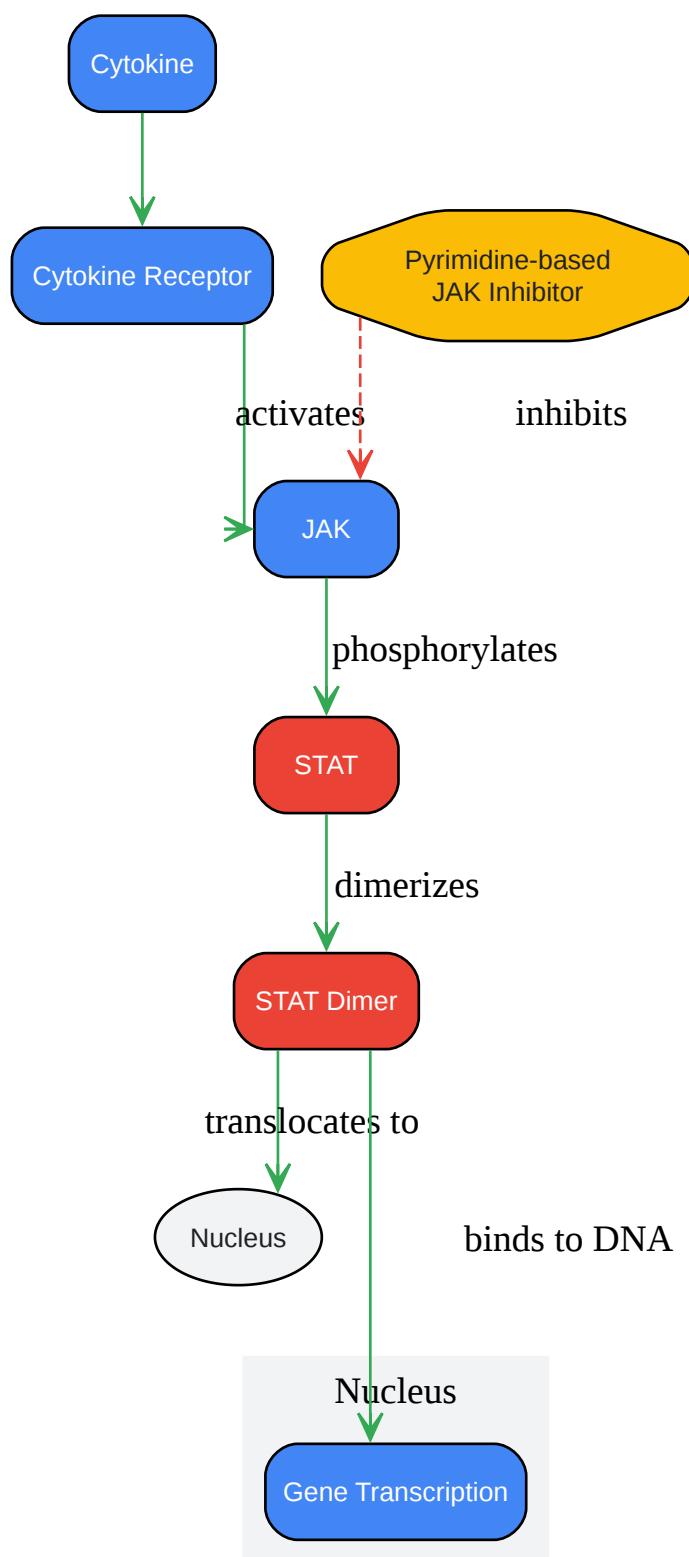 Cytokine
Cytokine Receptor
Pyrimidine-based
JAK Inhibitor
activates
inhibits
JAK
phosphorylates
STAT
dimerizes
STAT Dimer
translocates to
Nucleus
binds to DNA
Nucleus
Gene Transcription